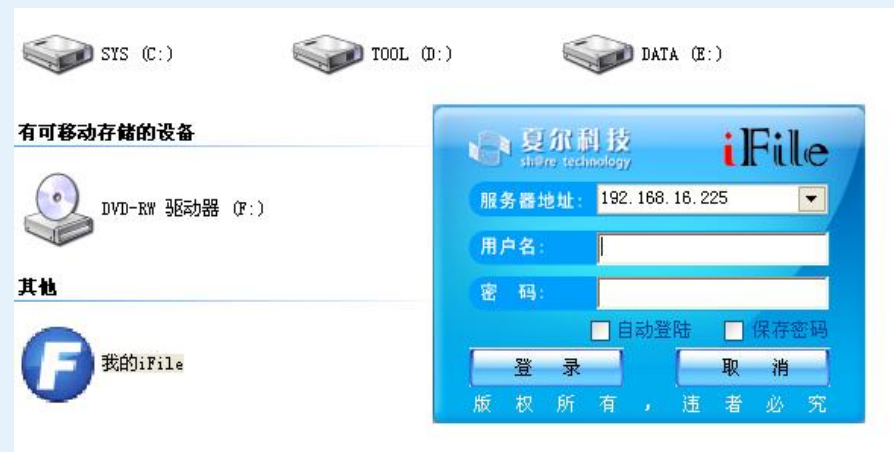 SYS (C:)
TOOL (D:)
DATA (E:)
有可移动存储的设备
DVD-RW 驱动器 (F:)
其他
我的iFile
夏尔科技
sh@re technology
iFile
服务器地址:
192.168.16.225
用户名:
密 码:
自动登陆
保存密码
登 录
取 消
版 权 所 有 , 违 者 必 究